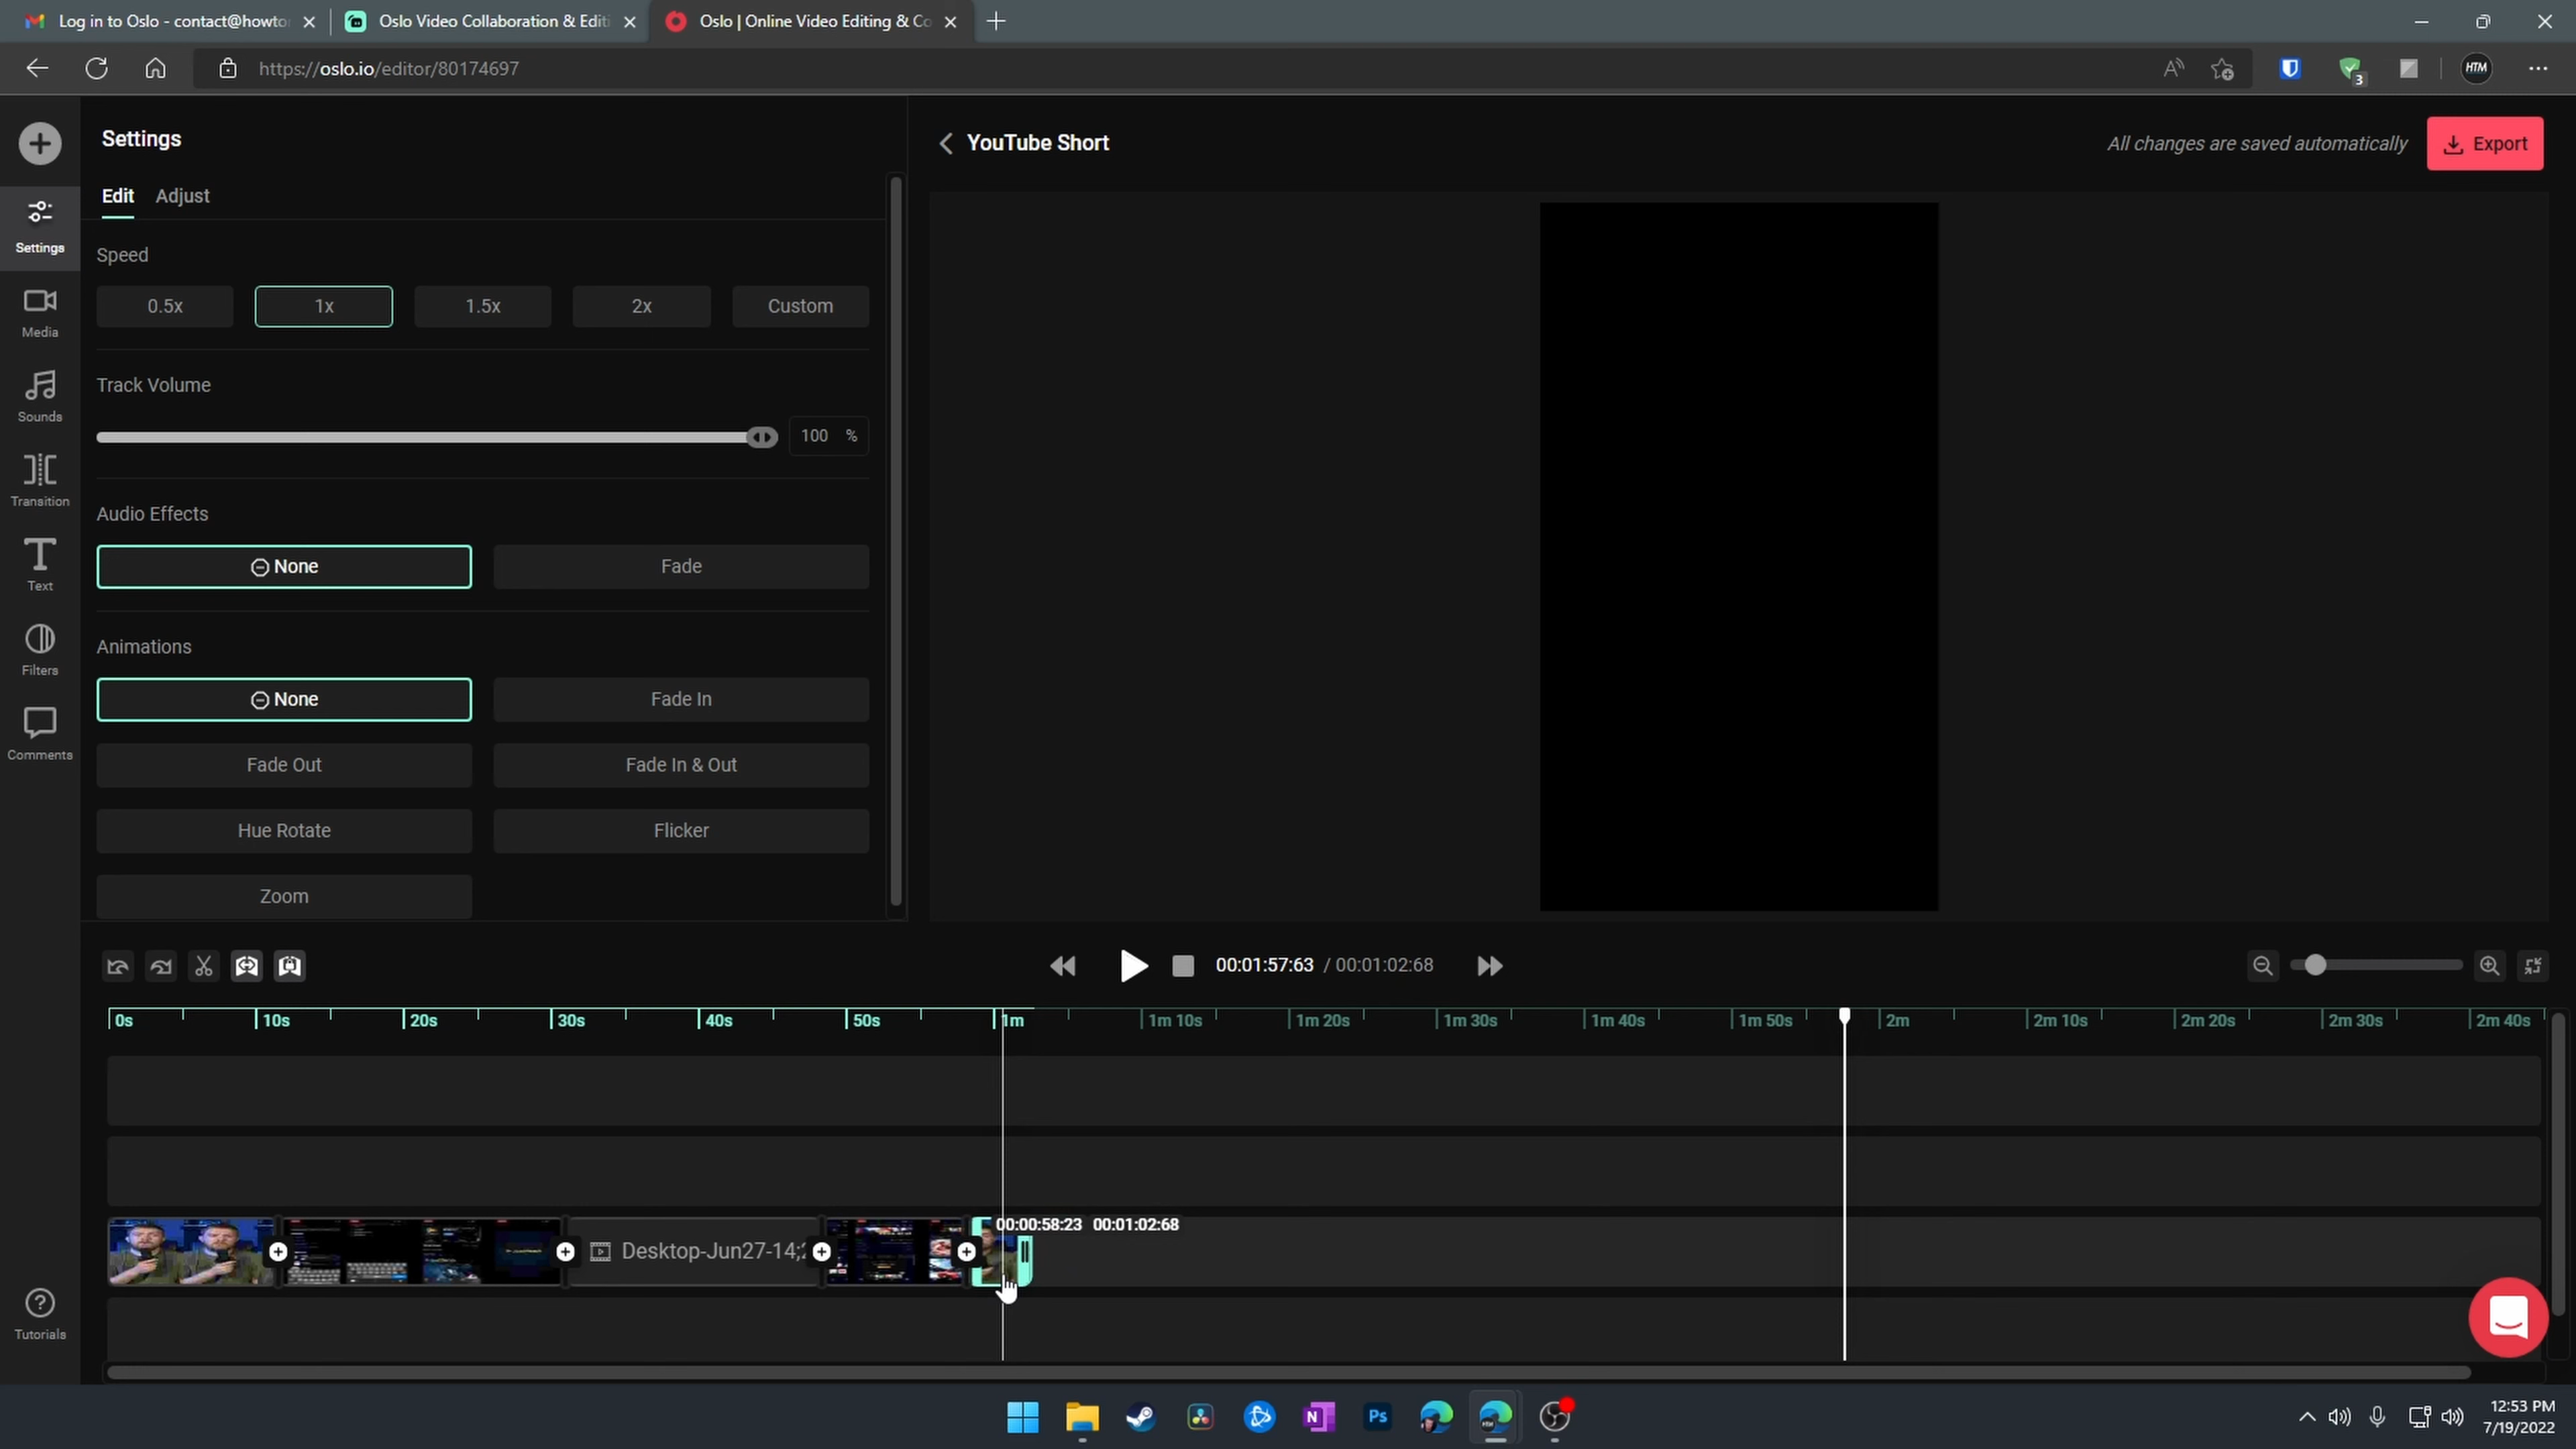 Log in to Oslo - contact@howto
Oslo Video Collaboration & Editi
Oslo | Online Video Editing & Co
https://oslo.io/editor/80174697
3
HTM
Settings
YouTube Short
All changes are saved automatically
Export
Edit
Adjust
Settings
Media
Sounds
Transition
Text
Filters
Comments
Tutorials
Speed
0.5x
1x
1.5x
2x
Custom
Track Volume
100 %
Audio Effects
None
Fade
Animations
None
Fade In
Fade Out
Fade In & Out
Hue Rotate
Flicker
Zoom
00:01:57:63 / 00:01:02:68
0s
10s
20s
30s
40s
50s
1m
1m 10s
1m 20s
1m 30s
1m 40s
1m 50s
2m
2m 10s
2m 20s
2m 30s
2m 40s
00:00:58:23 00:01:02:68
Desktop-Jun27-14;2
N
Ps
12:53 PM
7/19/2022